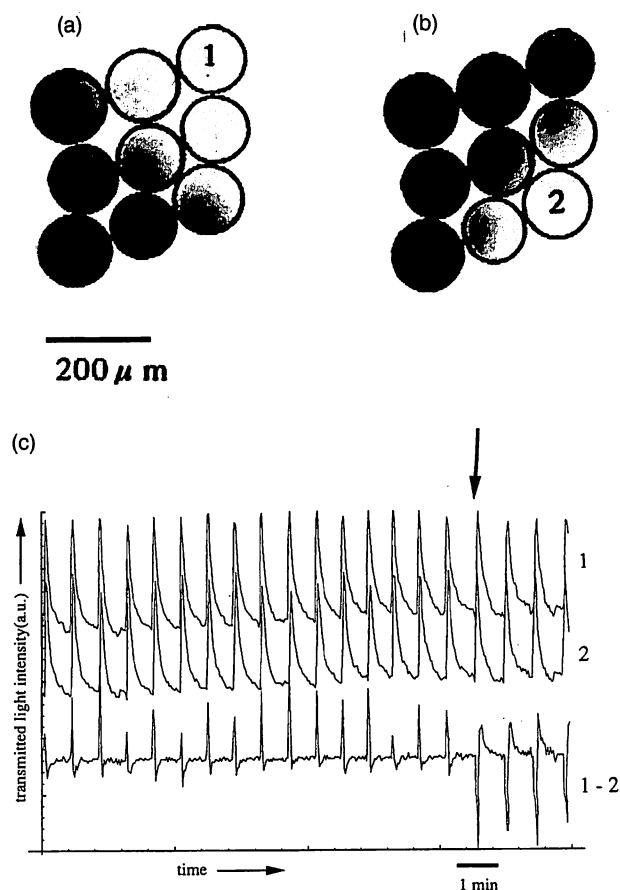 (a)
(b)
1
2
200 μ m
(c)
transmitted light intensity(a.u.)
1
2
1 - 2
time
1 min